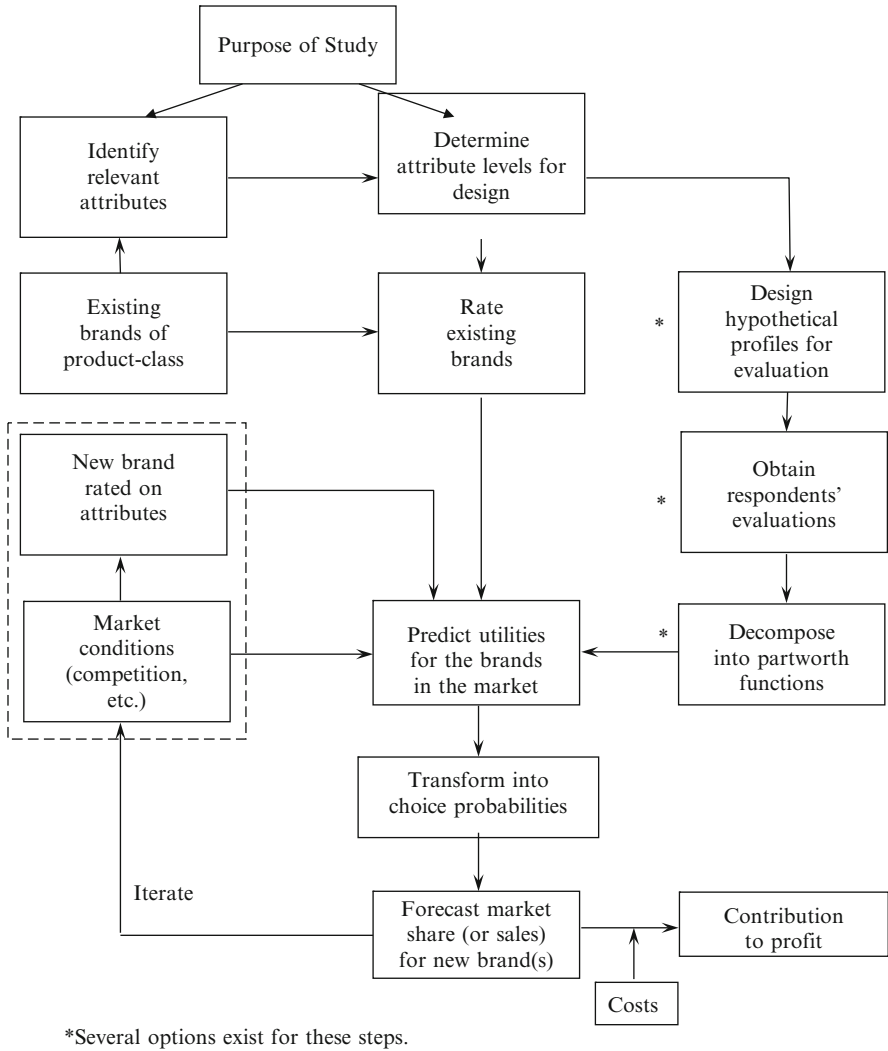 Purpose of Study
Identify
relevant
attributes
Determine
attribute levels for
design
Existing
brands of
product-class
Rate
existing
brands
*
Design
hypothetical
profiles for
evaluation
New brand
rated on
attributes
*
Obtain
respondents’
evaluations
Market
conditions
(competition,
etc.)
Predict utilities
for the brands
in the market
*
Decompose
into partworth
functions
Transform into
choice probabilities
Iterate
Forecast market
share (or sales)
for new brand(s)
Contribution
to profit
Costs
*Several options exist for these steps.